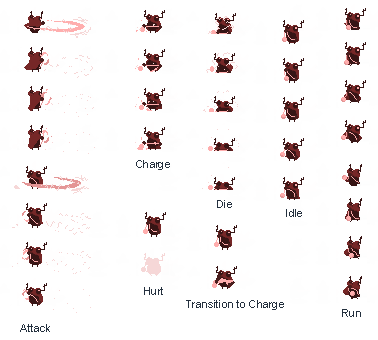 Charge
Die
Idle
Hurt
Transition to Charge
Run
Attack